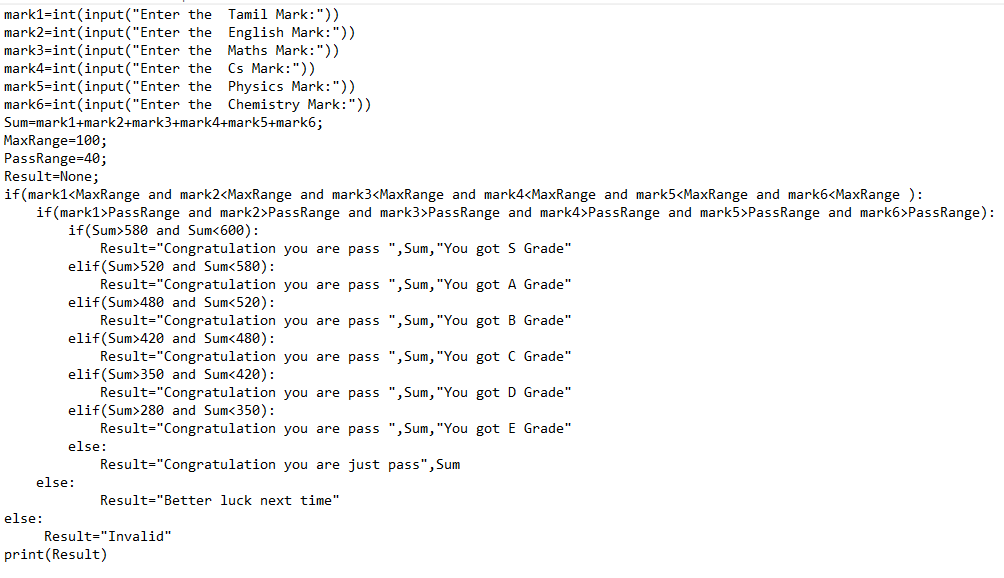 mark1=int(input("Enter the  Tamil Mark:"))
mark2=int(input("Enter the  English Mark:"))
mark3=int(input("Enter the  Maths Mark:"))
mark4=int(input("Enter the  Cs Mark:"))
mark5=int(input("Enter the  Physics Mark:"))
mark6=int(input("Enter the  Chemistry Mark:"))
Sum=mark1+mark2+mark3+mark4+mark5+mark6;
MaxRange=100;
PassRange=40;
Result=None;
if(mark1<MaxRange and mark2<MaxRange and mark3<MaxRange and mark4<MaxRange and mark5<MaxRange and mark6<MaxRange ):
    if(mark1>PassRange and mark2>PassRange and mark3>PassRange and mark4>PassRange and mark5>PassRange and mark6>PassRange):
        if(Sum>580 and Sum<600):
            Result="Congratulation you are pass ",Sum,"You got S Grade"
        elif(Sum>520 and Sum<580):
            Result="Congratulation you are pass ",Sum,"You got A Grade"
        elif(Sum>480 and Sum<520):
            Result="Congratulation you are pass ",Sum,"You got B Grade"
        elif(Sum>420 and Sum<480):
            Result="Congratulation you are pass ",Sum,"You got C Grade"
        elif(Sum>350 and Sum<420):
            Result="Congratulation you are pass ",Sum,"You got D Grade"
        elif(Sum>280 and Sum<350):
            Result="Congratulation you are pass ",Sum,"You got E Grade"
        else:
            Result="Congratulation you are just pass",Sum
    else:
            Result="Better luck next time"
else:
     Result="Invalid"
print(Result)